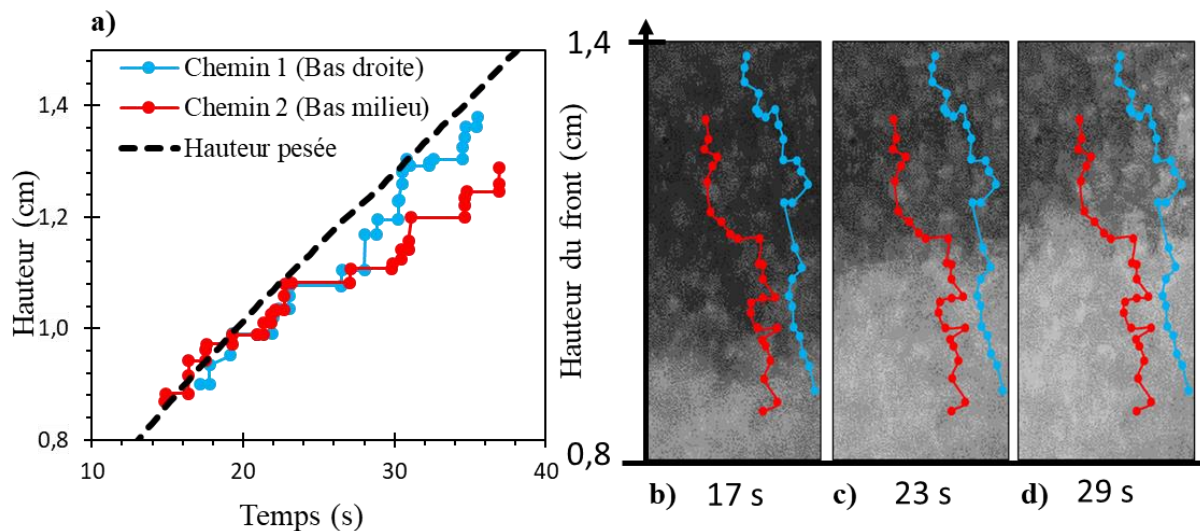 a)
Chemin 1 (Bas droite)
Chemin 2 (Bas milieu)
Hauteur pesée
Hauteur (cm)
1,4
1,2
1,0
0,8
10 20 30 40
Temps (s)
Hauteur du front (cm)
1,4
0,8
b) 17 s
c) 23 s
d) 29 s